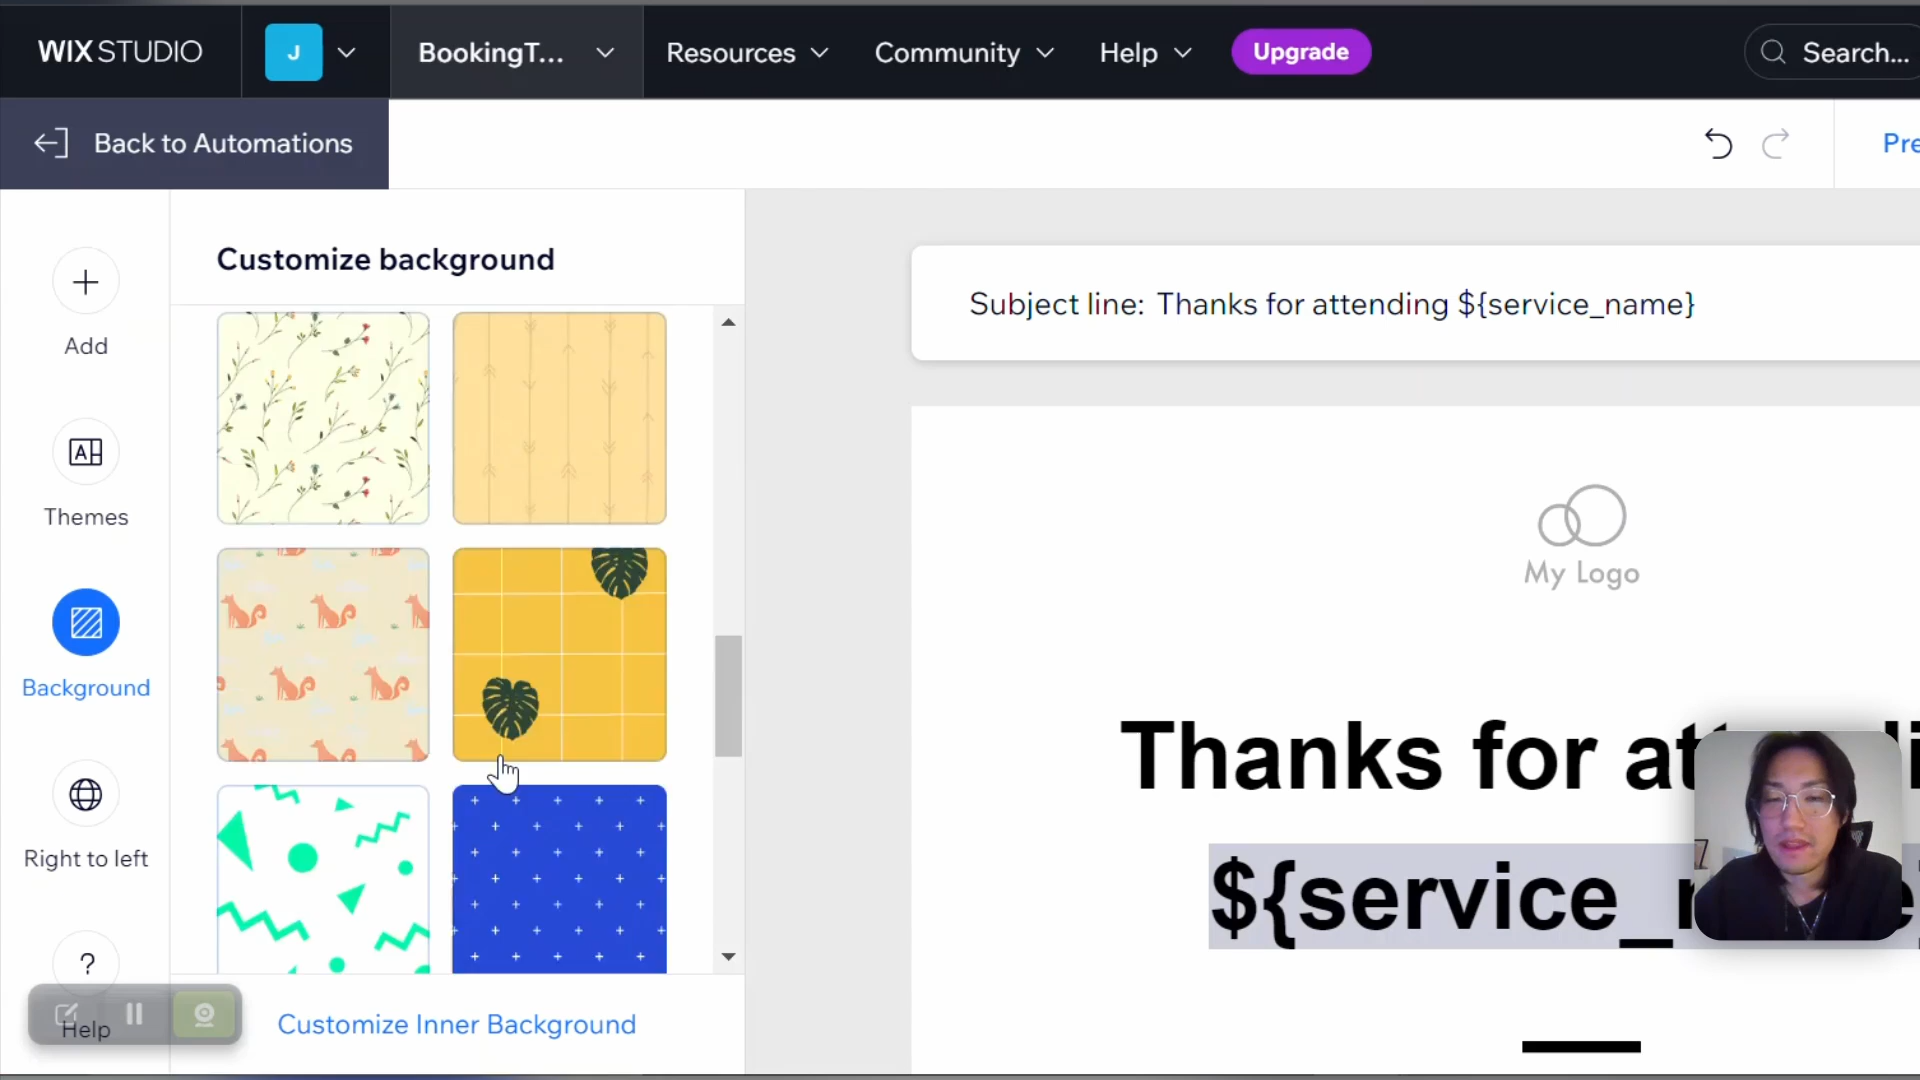 WIX STUDIO
J
BookingT...
Resources
Community
Help
Upgrade
Search...
Back to Automations
Pre
Customize background
Add
Themes
Background
Right to left
?
Help
Customize Inner Background
Subject line: Thanks for attending ${service_name}
My Logo
Thanks for at
${service_